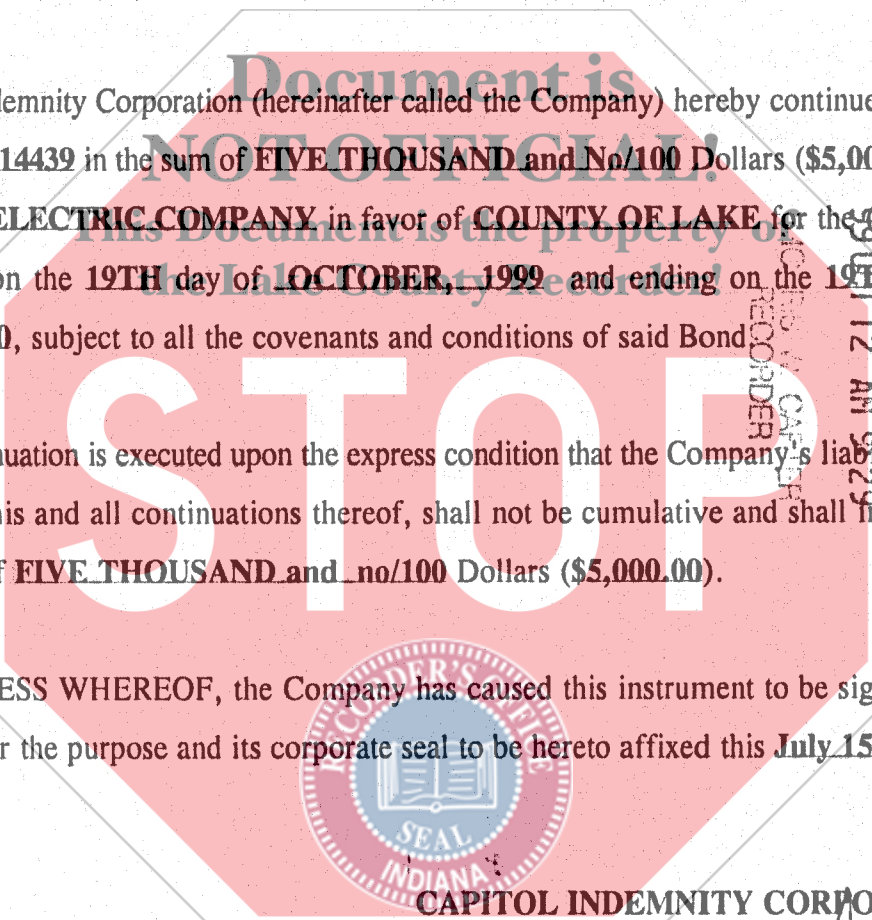 Document is
lemnity Corporation (hereinafter called the Company) hereby continue
NOT OFFICIAL!
14439 in the sum of FIVE THOUSAND and No/100 Dollars ($5,00
ELECTRIC COMPANY in favor of COUNTY OF LAKE for the
This Document is the property of
on the 19TH day of OCTOBER, 1999 and ending on the 19T
the Lake County Recorder!
0, subject to all the covenants and conditions of said Bond.
RECORDER
12 AM
STOP
nuation is executed upon the express condition that the Company's liab
his and all continuations thereof, shall not be cumulative and shall in
f FIVE THOUSAND and no/100 Dollars ($5,000.00).
ESS WHEREOF, the Company has caused this instrument to be sig
r the purpose and its corporate seal to be hereto affixed this July 15
RECORDER'S OFFICE
SEAL
INDIANA
CAPITOL INDEMNITY CORPO